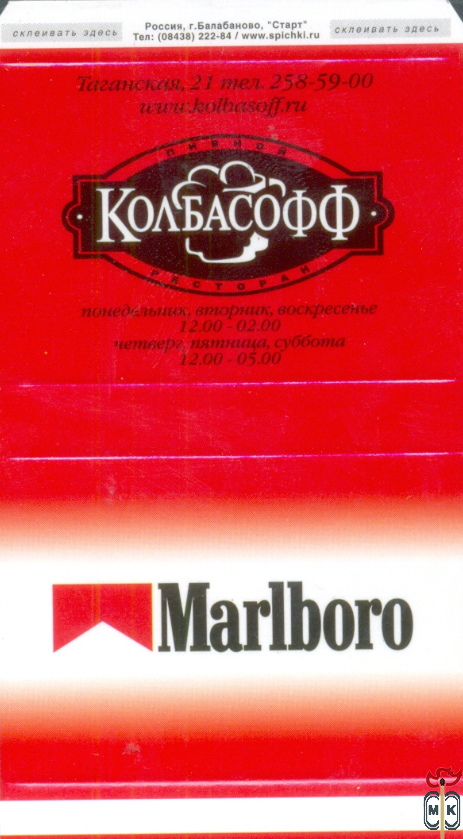 Россия, г.Балабаново, "Старт"
склеивать здесь Тел: (08438) 222-84 / www.spichki.ru склеивать здесь
Таганская, 21 тел. 258-59-00
www.kolbasoff.ru
ПИВНОЙ
КОЛБАСОФФ
РЕСТОРАН
понедельник, вторник, воскресенье
12.00 - 02.00
четверг, пятница, суббота
12.00 - 05.00
Marlboro
М К